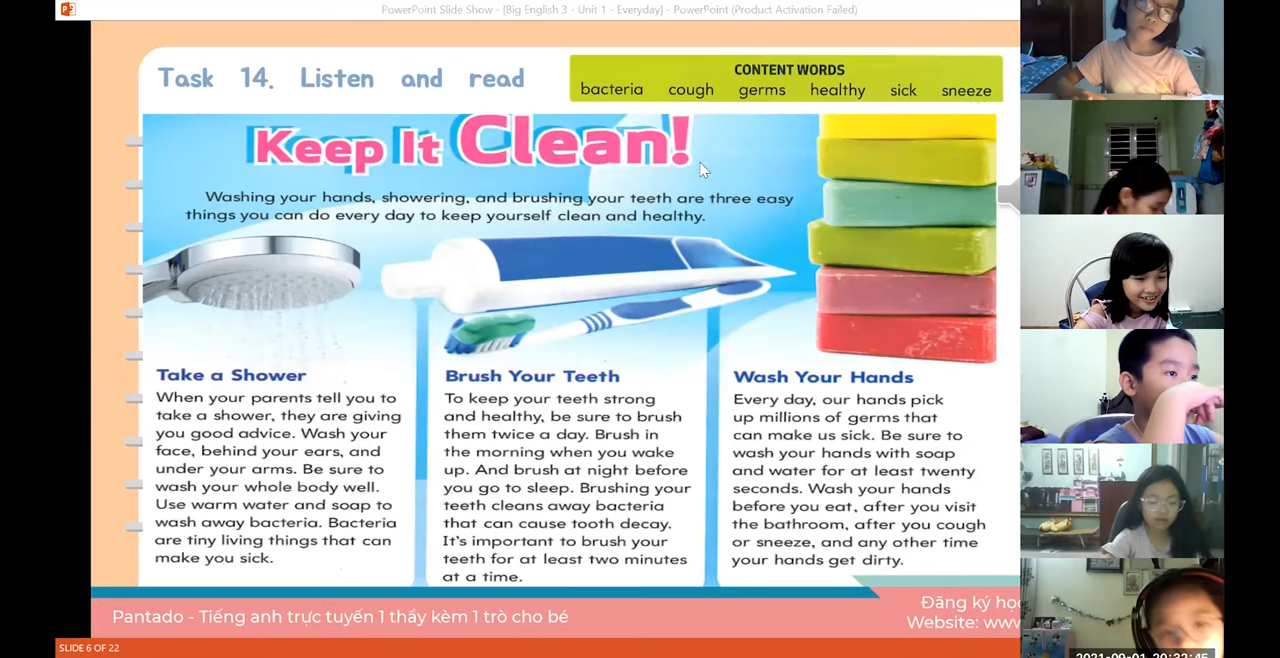 PowerPoint Slide Show - [Big English 3 - Unit 1 - Everyday] - PowerPoint (Product Activation Failed)
Task 14. Listen and read
CONTENT WORDS
bacteria cough germs healthy sick sneeze
Keep It Clean!
Washing your hands, showering, and brushing your teeth are three easy
things you can do every day to keep yourself clean and healthy.
Take a Shower
When your parents tell you to
take a shower, they are giving
you good advice. Wash your
face, behind your ears, and
under your arms. Be sure to
wash your whole body well.
Use warm water and soap to
wash away bacteria. Bacteria
are tiny living things that can
make you sick.
Brush Your Teeth
To keep your teeth strong
and healthy, be sure to brush
them twice a day. Brush in
the morning when you wake
up. And brush at night before
you go to sleep. Brushing your
teeth cleans away bacteria
that can cause tooth decay.
It's important to brush your
teeth for at least two minutes
at a time.
Wash Your Hands
Every day, our hands pick
up millions of germs that
can make us sick. Be sure to
wash your hands with soap
and water for at least twenty
seconds. Wash your hands
before you eat, after you visit
the bathroom, after you cough
or sneeze, and any other time
your hands get dirty.
Pantado - Tiếng anh trực tuyến 1 thầy kèm 1 trò cho bé
Đăng ký học
Website: www
SLIDE 6 OF 22
2021-09-01 20:32:45